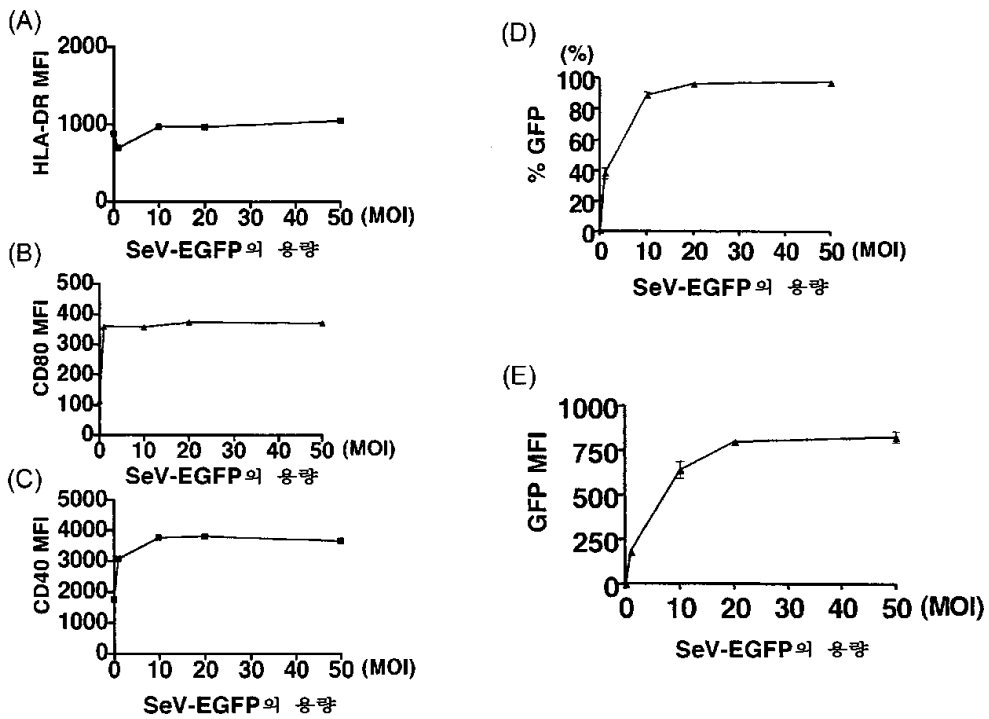 (A)
HLA-DR MFI
2000
1000
0
0 10 20 30 40 50 (MOI)
SeV-EGFP의 용량
(B)
CD80 MFI
500
400
300
200
100
0
0 10 20 30 40 50 (MOI)
SeV-EGFP의 용량
(C)
CD40 MFI
5000
4000
3000
2000
1000
0
0 10 20 30 40 50 (MOI)
SeV-EGFP의 용량
(D)
(%)
% GFP
100
80
60
40
20
0
0 10 20 30 40 50 (MOI)
SeV-EGFP의 용량
(E)
GFP MFI
1000
750
500
250
0
0 10 20 30 40 50 (MOI)
SeV-EGFP의 용량